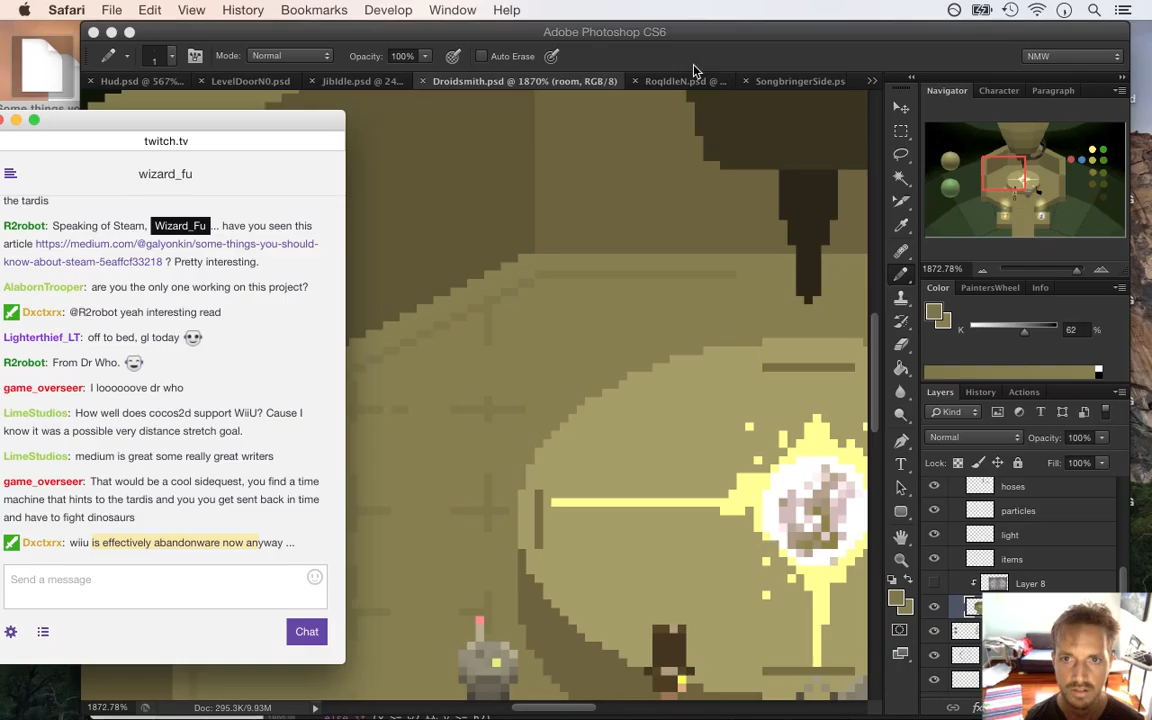 Safari File Edit View History Bookmarks Develop Window Help
Adobe Photoshop CS6
1 Mode: Normal Opacity: 100% Auto Erase NMW
Hud.psd @ 567%... LevelDoorN0.psd JibIdle.psd @ 24... Droidsmith.psd @ 1870% (room, RGB/8) RoqIdleN.psd @ ... SongbringerSide.ps
twitch.tv
wizard_fu
the tardis
R2robot: Speaking of Steam, Wizard_Fu ... have you seen this
article https://medium.com/@galyonkin/some-things-you-should-
know-about-steam-5eaffcf33218 ? Pretty interesting.
AlabornTrooper: are you the only one working on this project?
Dxctxrx: @R2robot yeah interesting read
Lighterthief_LT: off to bed, gl today
R2robot: From Dr Who.
game_overseer: I looooooove dr who
LimeStudios: How well does cocos2d support WiiU? Cause I
know it was a possible very distance stretch goal.
LimeStudios: medium is great some really great writers
game_overseer: That would be a cool sidequest, you find a time
machine that hints to the tardis and you you get sent back in time
and have to fight dinosaurs
Dxctxrx: wiiu is effectively abandonware now anyway ...
Send a message
Chat
Navigator Character Paragraph
1872.78%
Color PaintersWheel Info
K 62 %
Layers History Actions
Kind
Normal Opacity: 100%
Lock: Fill: 100%
hoses
particles
light
items
Layer 8
1872.78% Doc: 295.3K/9.93M